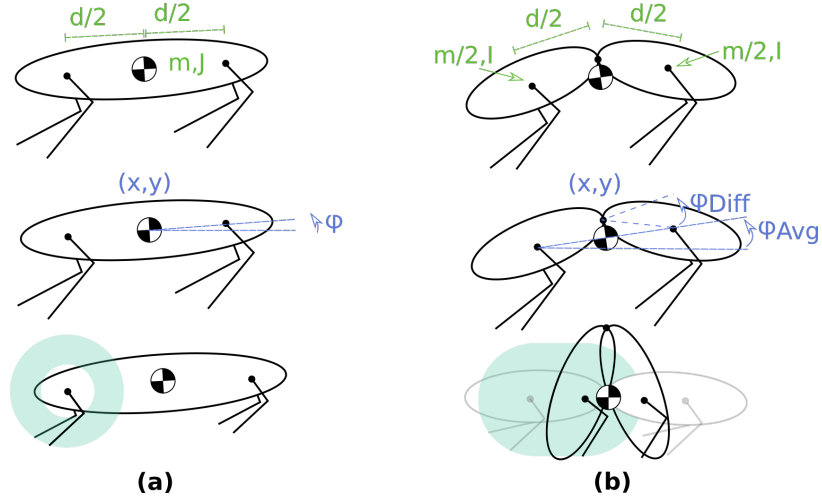 d/2 d/2
m,J
(x,y)
φ
(a)
d/2 d/2
m/2,I m/2,I
(x,y)
φDiff
φAvg
(b)